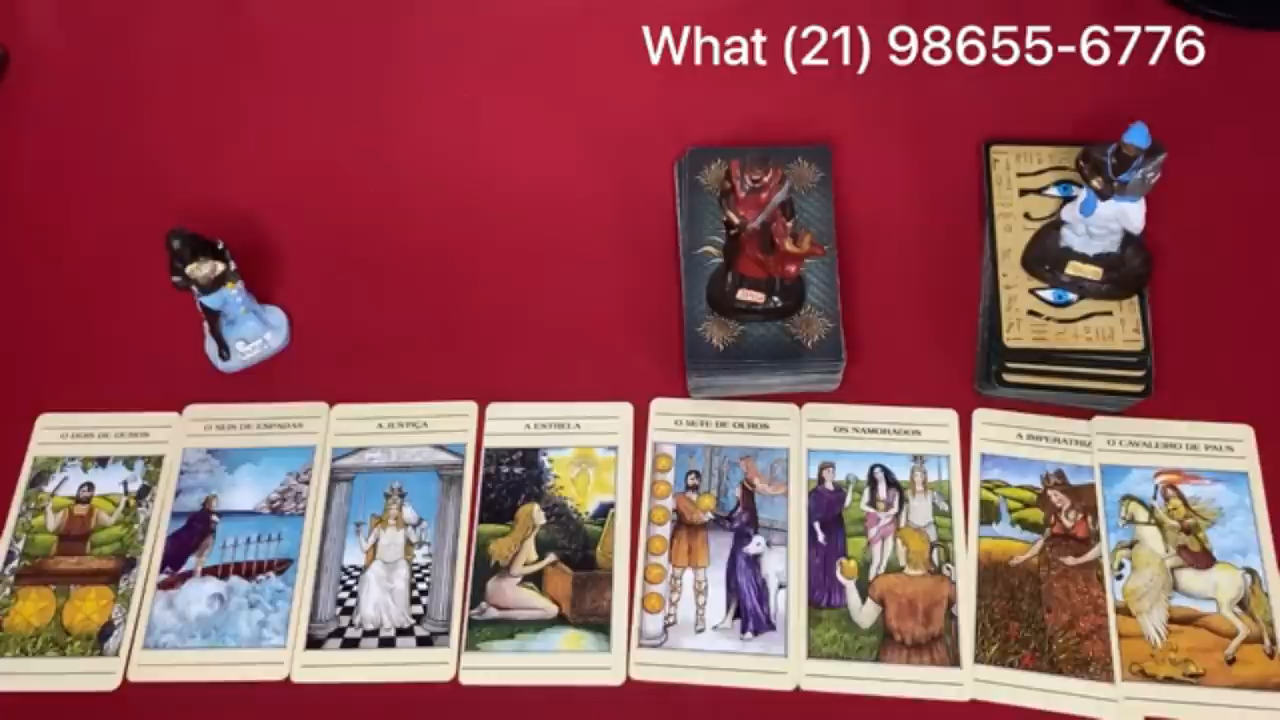 What (21) 98655-6776
O DOIS DE OUROS
O SEIS DE ESPADAS
A JUSTIÇA
A ESTRELA
O SETE DE OUROS
OS NAMORADOS
A IMPERATRIZ
O CAVALEIRO DE PAUS